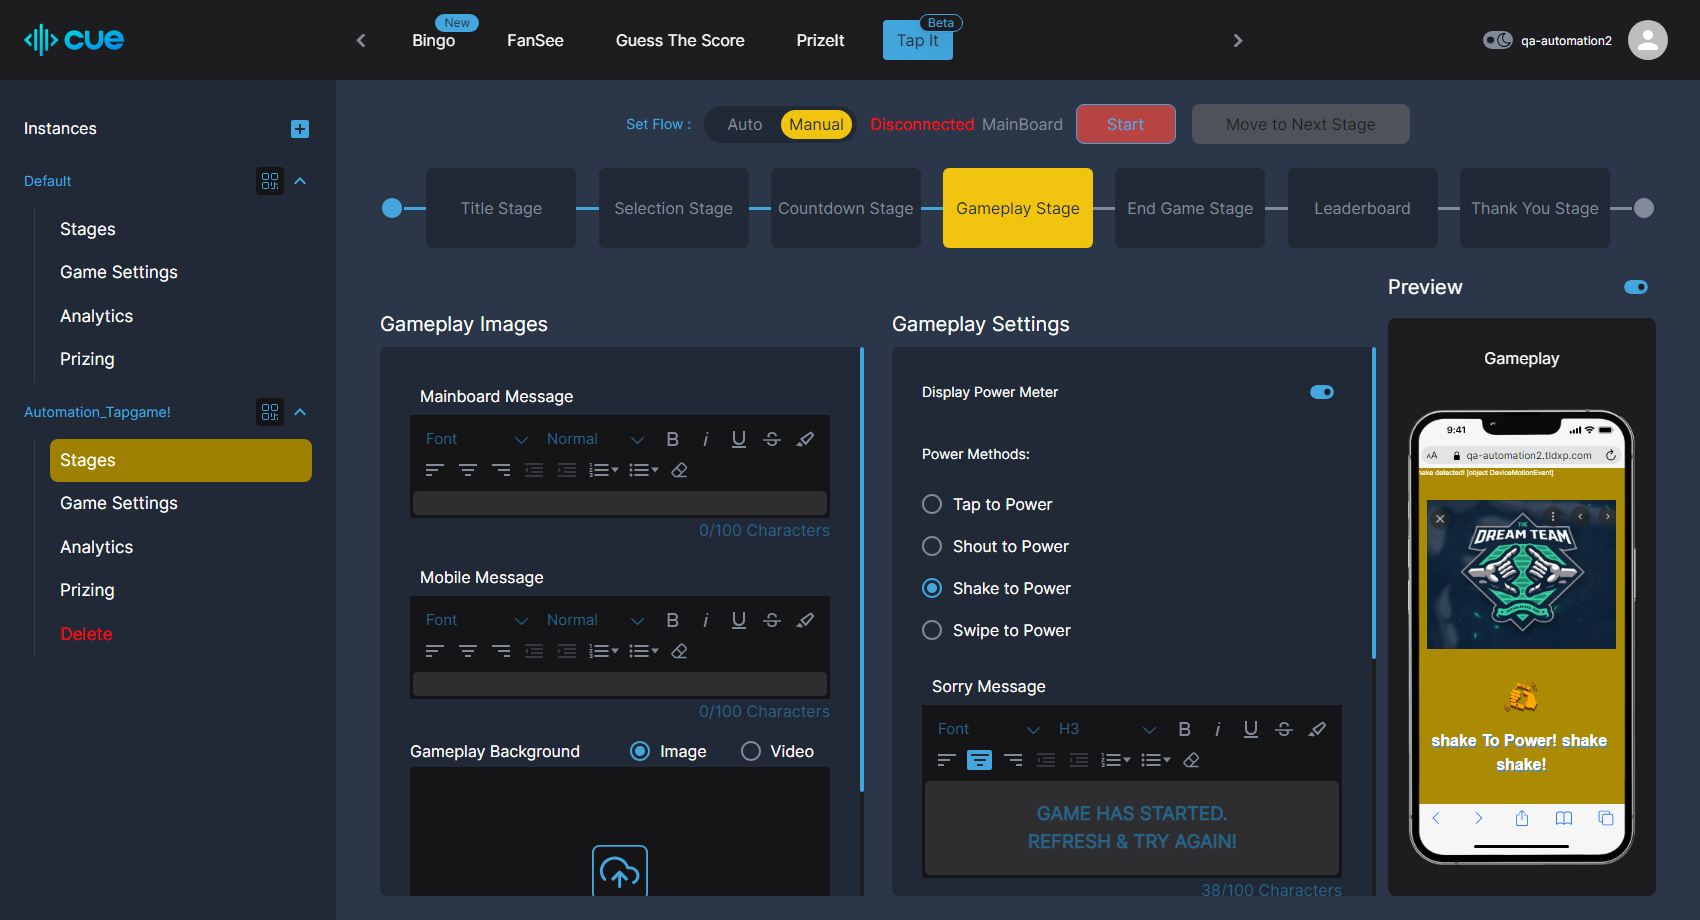 cue
New
Bingo
FanSee
Guess The Score
PrizeIt
Beta
Tap It
qa-automation2
Instances
Default
Stages
Game Settings
Analytics
Prizing
Automation_Tapgame!
Stages
Game Settings
Analytics
Prizing
Delete
Set Flow :
Auto
Manual
Disconnected MainBoard
Start
Move to Next Stage
Title Stage
Selection Stage
Countdown Stage
Gameplay Stage
End Game Stage
Leaderboard
Thank You Stage
Gameplay Images
Mainboard Message
Font
Normal
B i U S
0/100 Characters
Mobile Message
Font
Normal
B i U S
0/100 Characters
Gameplay Background
Image
Video
Gameplay Settings
Display Power Meter
Power Methods:
Tap to Power
Shout to Power
Shake to Power
Swipe to Power
Sorry Message
Font
H3
B i U S
GAME HAS STARTED.
REFRESH & TRY AGAIN!
38/100 Characters
Preview
Gameplay
9:41
AA
qa-automation2.tldxp.com
hake detected! [object DeviceMotionEvent]
THE
DREAM TEAM
shake To Power! shake
shake!